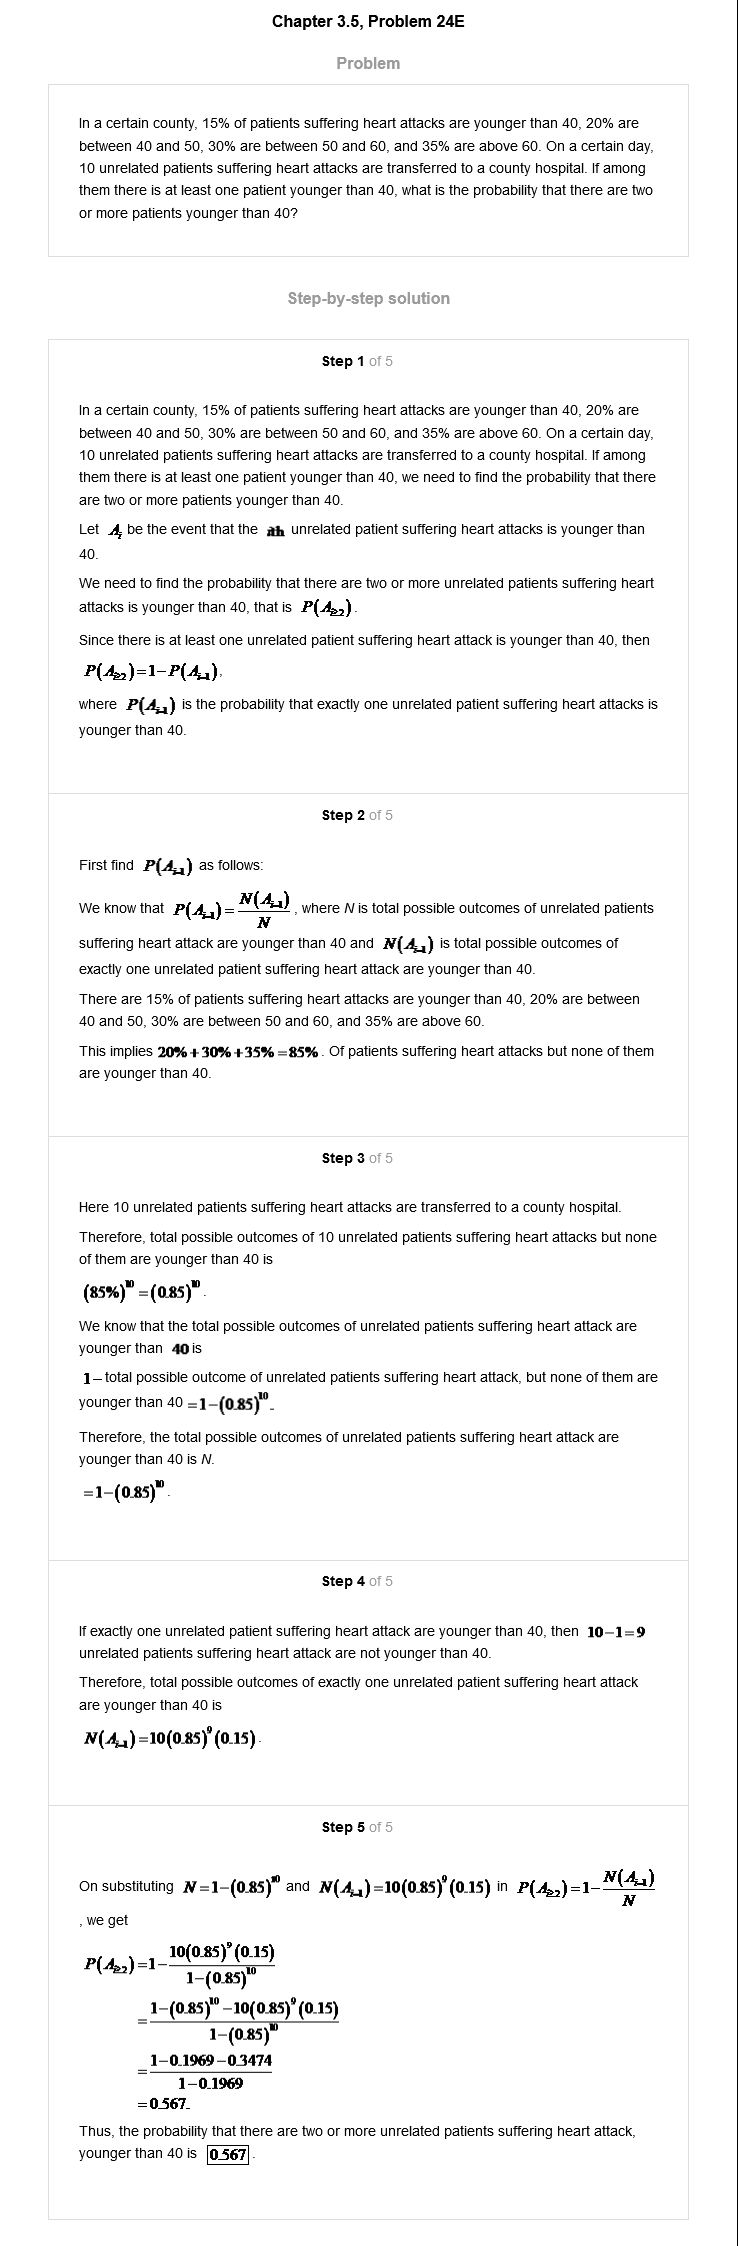 Chapter 3.5, Problem 24E
Problem
In a certain county, 15% of patients suffering heart attacks are younger than 40, 20% are
between 40 and 50, 30% are between 50 and 60, and 35% are above 60. On a certain day,
10 unrelated patients suffering heart attacks are transferred to a county hospital. If among
them there is at least one patient younger than 40, what is the probability that there are two
or more patients younger than 40?
Step-by-step solution
Step 1 of 5
In a certain county, 15% of patients suffering heart attacks are younger than 40, 20% are
between 40 and 50, 30% are between 50 and 60, and 35% are above 60. On a certain day,
10 unrelated patients suffering heart attacks are transferred to a county hospital. If among
them there is at least one patient younger than 40, we need to find the probability that there
are two or more patients younger than 40.
Let A_i be the event that the ith unrelated patient suffering heart attacks is younger than
40.
We need to find the probability that there are two or more unrelated patients suffering heart
attacks is younger than 40, that is P(A_{i≥2}).
Since there is at least one unrelated patient suffering heart attack is younger than 40, then
P(A_{i≥2})=1−P(A_{i=1}),
where P(A_{i=1}) is the probability that exactly one unrelated patient suffering heart attacks is
younger than 40.
Step 2 of 5
First find P(A_{i=1}) as follows:
We know that P(A_{i=1})=N(A_{i=1})/N, where N is total possible outcomes of unrelated patients
suffering heart attack are younger than 40 and N(A_{i=1}) is total possible outcomes of
exactly one unrelated patient suffering heart attack are younger than 40.
There are 15% of patients suffering heart attacks are younger than 40, 20% are between
40 and 50, 30% are between 50 and 60, and 35% are above 60.
This implies 20%+30%+35%=85%. Of patients suffering heart attacks but none of them
are younger than 40.
Step 3 of 5
Here 10 unrelated patients suffering heart attacks are transferred to a county hospital.
Therefore, total possible outcomes of 10 unrelated patients suffering heart attacks but none
of them are younger than 40 is
(85%)^10=(0.85)^10.
We know that the total possible outcomes of unrelated patients suffering heart attack are
younger than 40 is
1−total possible outcome of unrelated patients suffering heart attack, but none of them are
younger than 40 =1−(0.85)^10.
Therefore, the total possible outcomes of unrelated patients suffering heart attack are
younger than 40 is N.
=1−(0.85)^10.
Step 4 of 5
If exactly one unrelated patient suffering heart attack are younger than 40, then 10−1=9
unrelated patients suffering heart attack are not younger than 40.
Therefore, total possible outcomes of exactly one unrelated patient suffering heart attack
are younger than 40 is
N(A_{i=1})=10(0.85)^9(0.15).
Step 5 of 5
On substituting N=1−(0.85)^10 and N(A_{i=1})=10(0.85)^9(0.15) in P(A_{i≥2})=1−N(A_{i=1})/N
, we get
P(A_{i≥2})=1−10(0.85)^9(0.15)/1−(0.85)^10
=1−(0.85)^10−10(0.85)^9(0.15)/1−(0.85)^10
=1−0.1969−0.3474/1−0.1969
=0.567.
Thus, the probability that there are two or more unrelated patients suffering heart attack,
younger than 40 is 0.567.